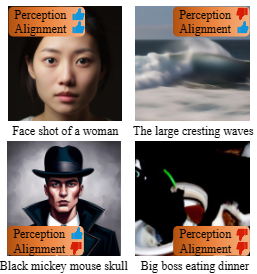 Perception
Alignment
Face shot of a woman
Perception
Alignment
The large cresting waves
Perception
Alignment
Black mickey mouse skull
Perception
Alignment
Big boss eating dinner